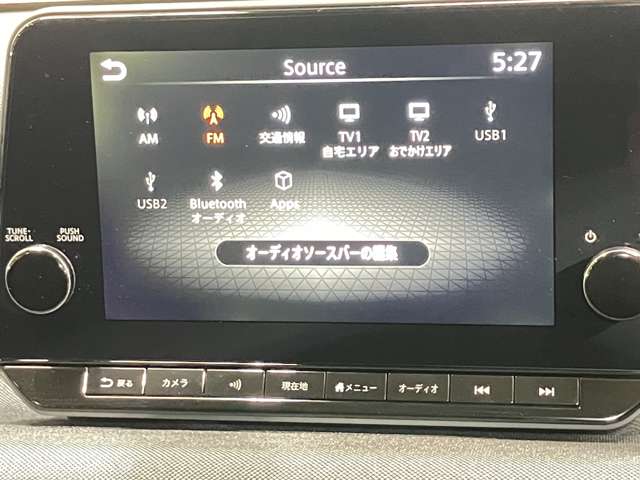 Source
5:27
AM
FM
交通情報
TV1
自宅エリア
TV2
おでかけエリア
USB1
USB2
Bluetooth
オーディオ
Apps
オーディオソースバーの編集
TUNE・
SCROLL
PUSH
SOUND
戻る
カメラ
現在地
メニュー
オーディオ